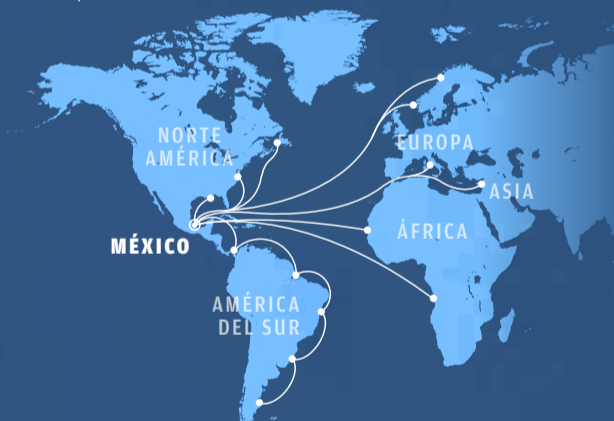 NORTE
AMÉRICA
EUROPA
ASIA
MÉXICO
ÁFRICA
AMÉRICA
DEL SUR